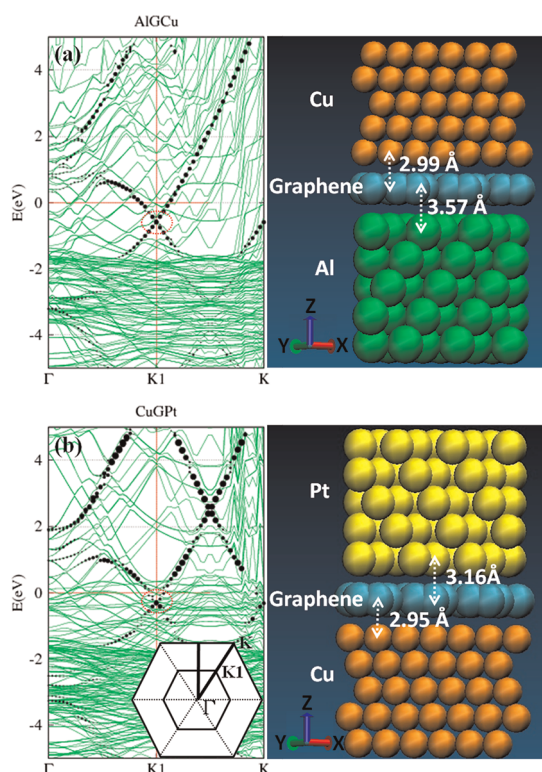 AlGCu
(a)
4
2
0
-2
-4
E(eV)
Γ
K1
K
Cu
2.99 Å
Graphene
3.57 Å
Al
Z
Y
X
CuGPt
(b)
4
2
0
-2
-4
E(eV)
K
K1
Γ
Γ
K1
K
Pt
3.16 Å
Graphene
2.95 Å
Cu
Z
Y
X